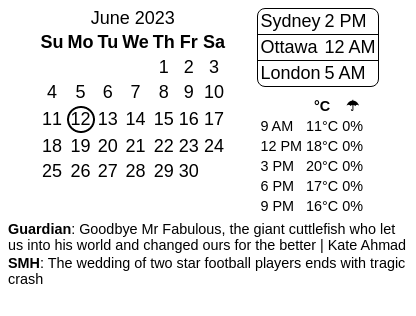 June 2023
Su Mo Tu We Th Fr Sa
1 2 3
4 5 6 7 8 9 10
11 12 13 14 15 16 17
18 19 20 21 22 23 24
25 26 27 28 29 30
Sydney 2 PM
Ottawa 12 AM
London 5 AM
°C ☂
9 AM 11°C 0%
12 PM 18°C 0%
3 PM 20°C 0%
6 PM 17°C 0%
9 PM 16°C 0%
Guardian: Goodbye Mr Fabulous, the giant cuttlefish who let
us into his world and changed ours for the better | Kate Ahmad
SMH: The wedding of two star football players ends with tragic
crash